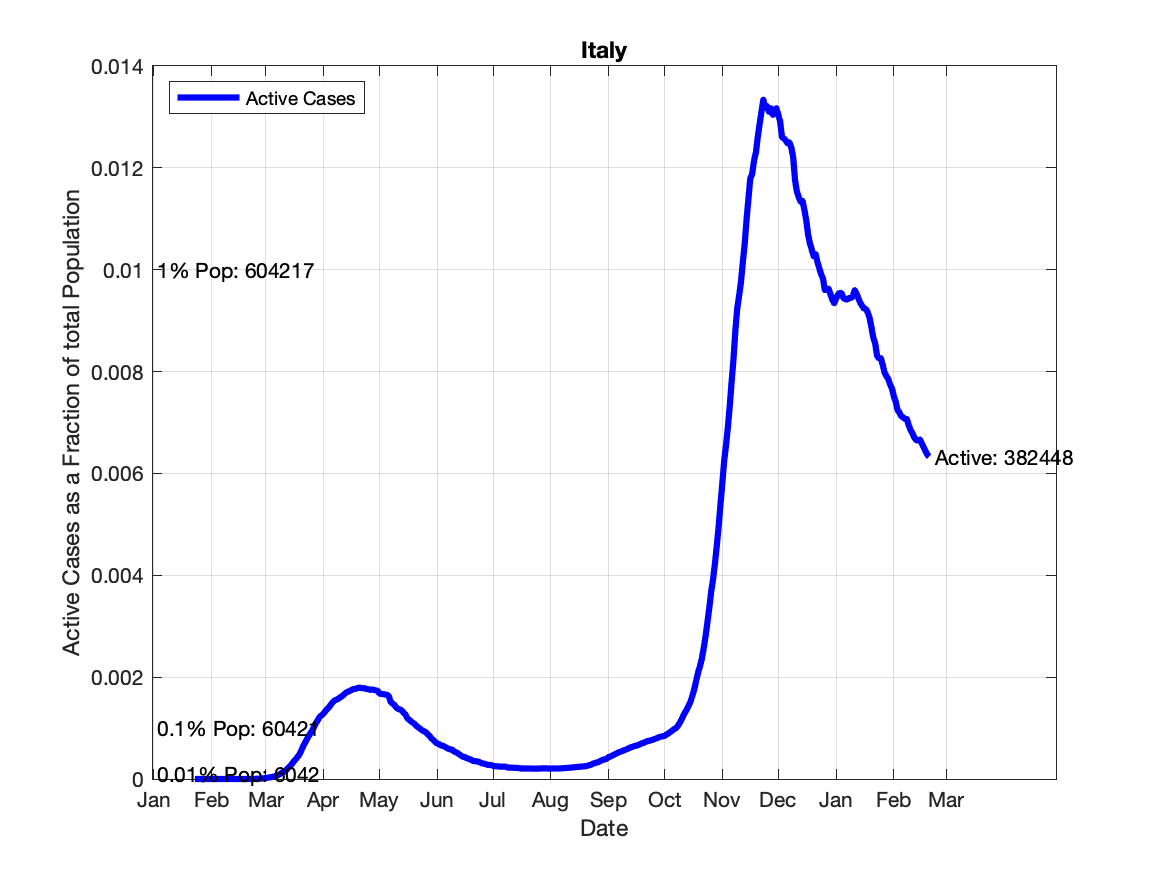 Italy
Active Cases
Active Cases as a Fraction of total Population
0.014
0.012
0.01
0.008
0.006
0.004
0.002
0
1% Pop: 604217
0.1% Pop: 60421
0.01% Pop: 6042
Active: 382448
Jan Feb Mar Apr May Jun Jul Aug Sep Oct Nov Dec Jan Feb Mar
Date